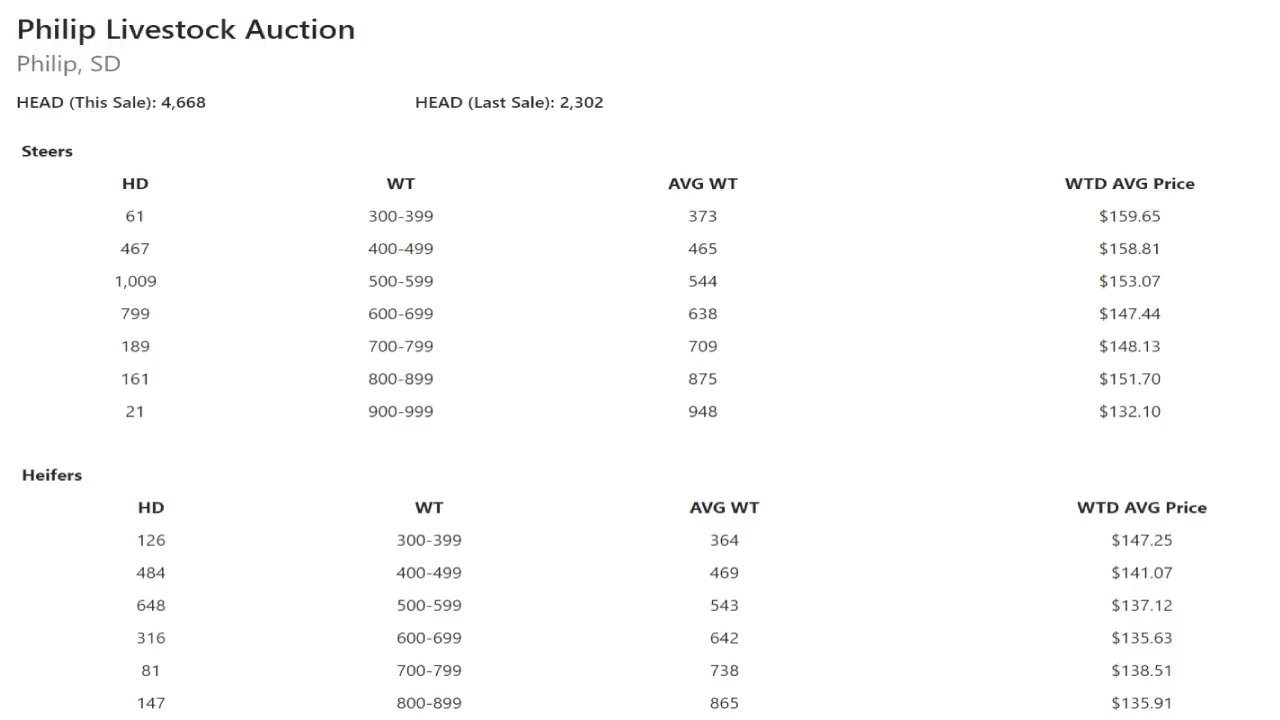 Philip Livestock Auction
Philip, SD
HEAD (This Sale): 4,668 HEAD (Last Sale): 2,302
Steers
HD WT AVG WT WTD AVG Price
61 300-399 373 $159.65
467 400-499 465 $158.81
1,009 500-599 544 $153.07
799 600-699 638 $147.44
189 700-799 709 $148.13
161 800-899 875 $151.70
21 900-999 948 $132.10
Heifers
HD WT AVG WT WTD AVG Price
126 300-399 364 $147.25
484 400-499 469 $141.07
648 500-599 543 $137.12
316 600-699 642 $135.63
81 700-799 738 $138.51
147 800-899 865 $135.91